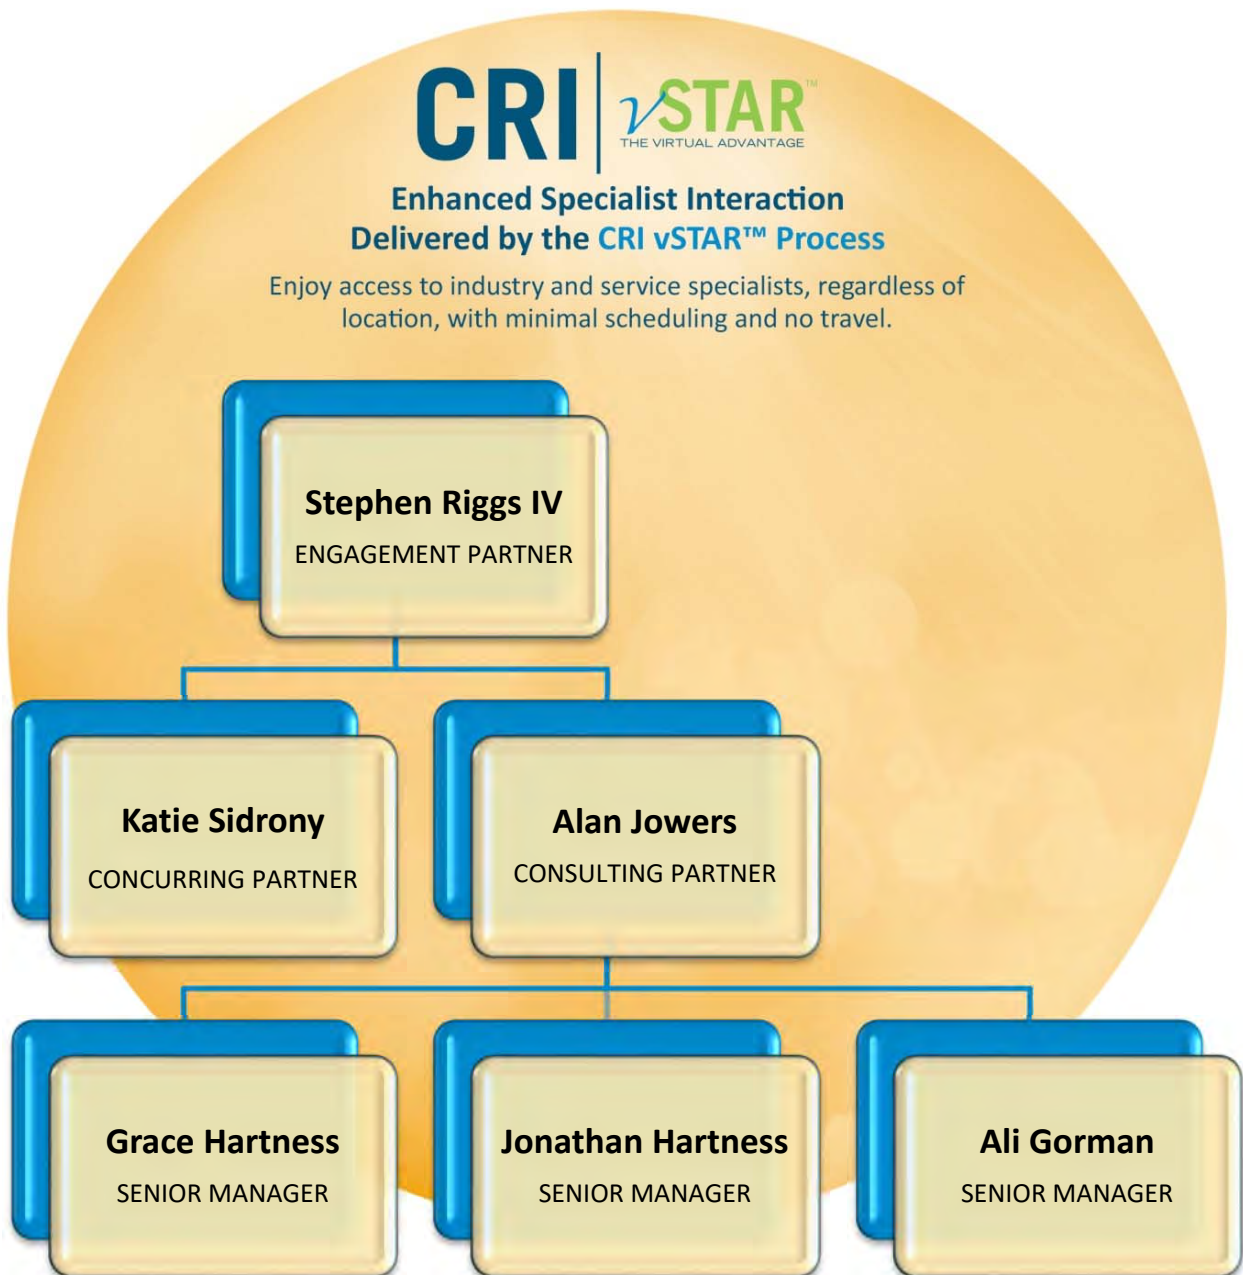 CRI
vSTAR™
THE VIRTUAL ADVANTAGE
Enhanced Specialist Interaction
Delivered by the CRI vSTAR™ Process
Enjoy access to industry and service specialists, regardless of
location, with minimal scheduling and no travel.
Stephen Riggs IV
ENGAGEMENT PARTNER
Katie Sidrony
CONCURRING PARTNER
Alan Jowers
CONSULTING PARTNER
Grace Hartness
SENIOR MANAGER
Jonathan Hartness
SENIOR MANAGER
Ali Gorman
SENIOR MANAGER